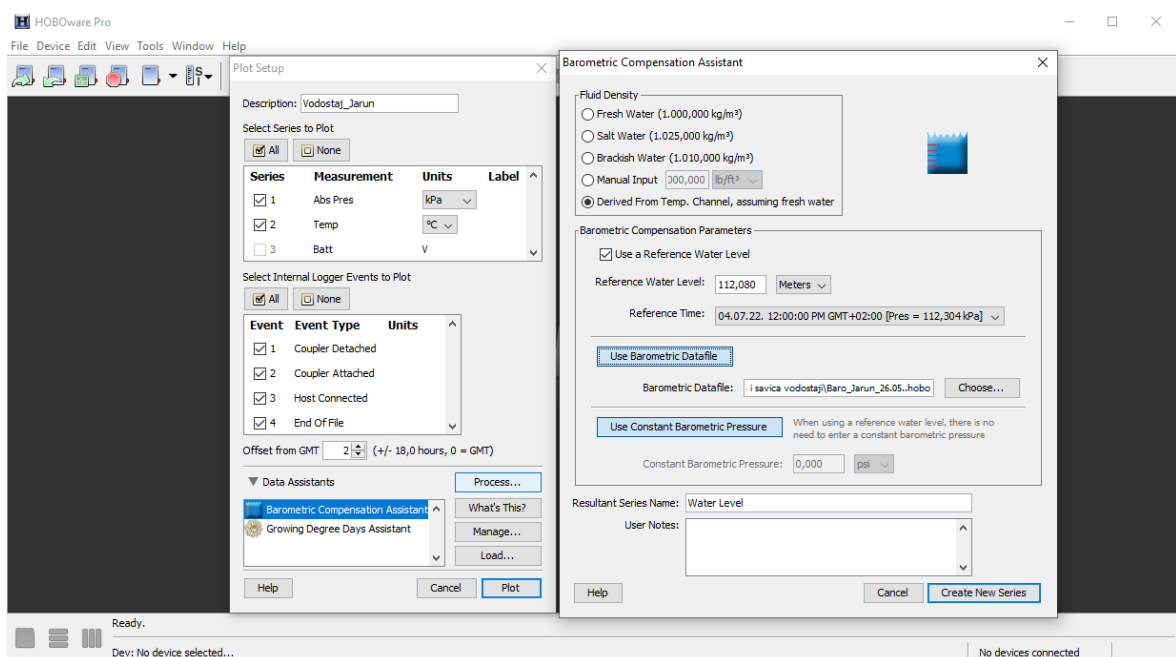 HOBOware Pro
File Device Edit View Tools Window Help
Plot Setup
Description: Vodostaj_Jarun
Select Series to Plot
All None
Series Measurement Units Label
1 Abs Pres kPa
2 Temp °C
3 Batt V
Select Internal Logger Events to Plot
All None
Event Event Type Units
1 Coupler Detached
2 Coupler Attached
3 Host Connected
4 End Of File
Offset from GMT 2 (+/- 18,0 hours, 0 = GMT)
Data Assistants
Process...
Barometric Compensation Assistant
Growing Degree Days Assistant
What's This?
Manage...
Load...
Help Cancel Plot
Barometric Compensation Assistant
Fluid Density
Fresh Water (1.000,000 kg/m³)
Salt Water (1.025,000 kg/m³)
Brackish Water (1.010,000 kg/m³)
Manual Input 000,000 lb/ft³
Derived From Temp. Channel, assuming fresh water
Barometric Compensation Parameters
Use a Reference Water Level
Reference Water Level: 112,080 Meters
Reference Time: 04.07.22. 12:00:00 PM GMT+02:00 [Pres = 112,304 kPa]
Use Barometric Datafile
Barometric Datafile: i savica vodostaji\Baro_Jarun_26.05..hobo Choose...
Use Constant Barometric Pressure
When using a reference water level, there is no
need to enter a constant barometric pressure
Constant Barometric Pressure: 0,000 psi
Resultant Series Name: Water Level
User Notes:
Help Cancel Create New Series
Ready.
Dev: No device selected...
No devices connected